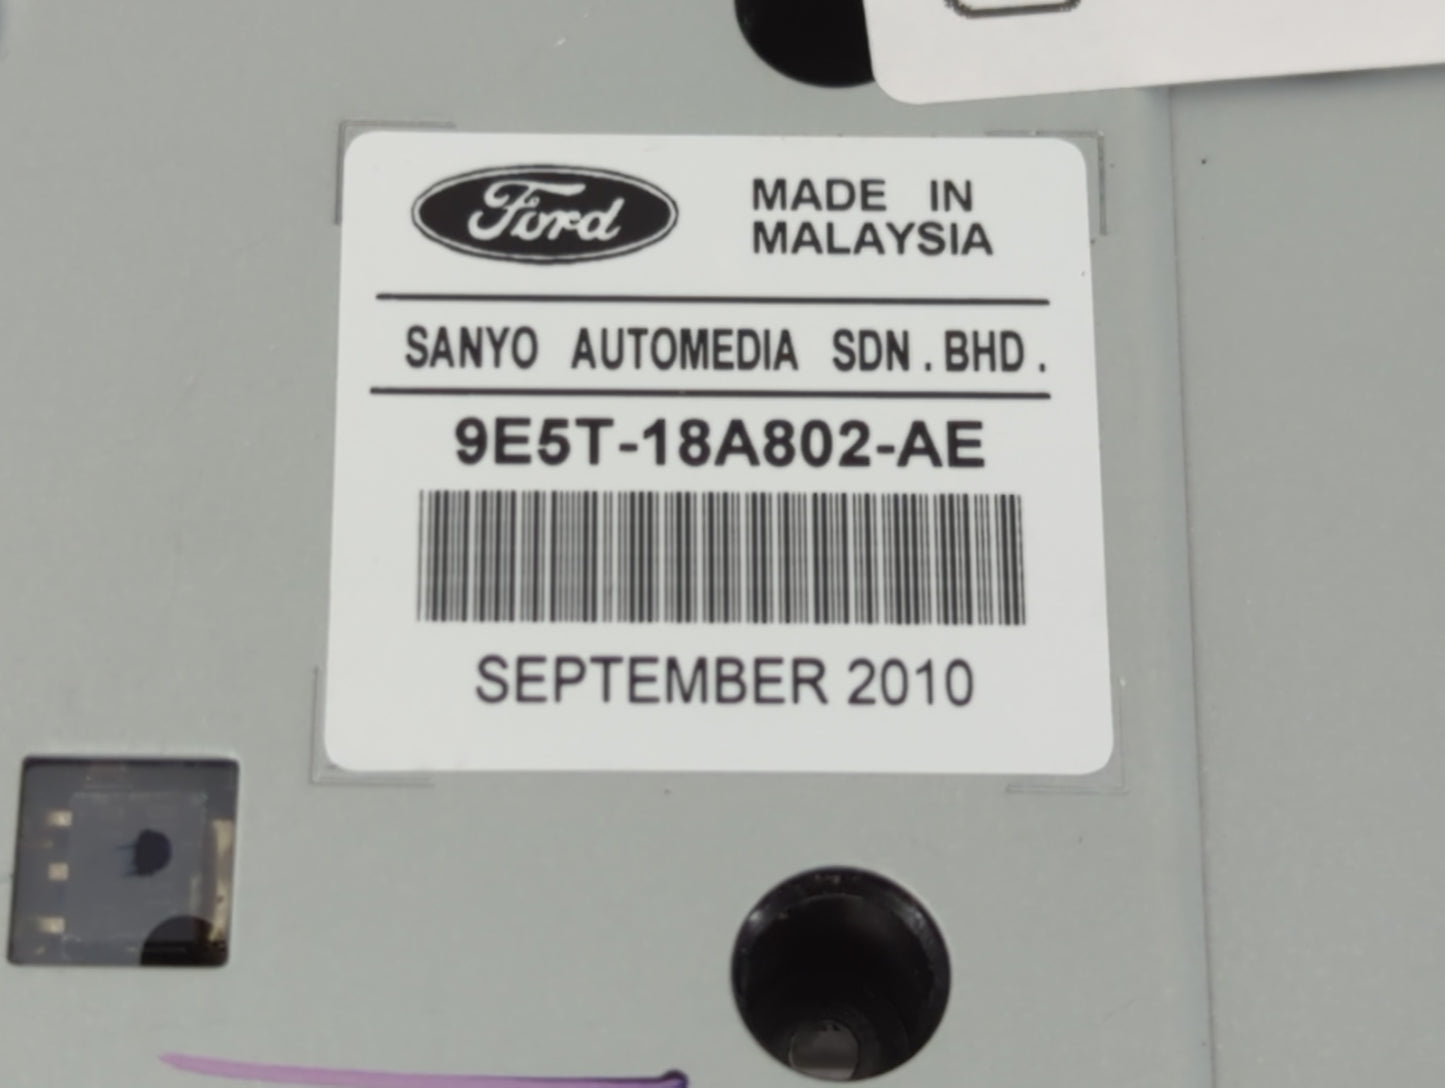 Ford
MADE IN
MALAYSIA
SANYO AUTOMEDIA SDN.BHD.
9E5T-18A802-AE
SEPTEMBER 2010